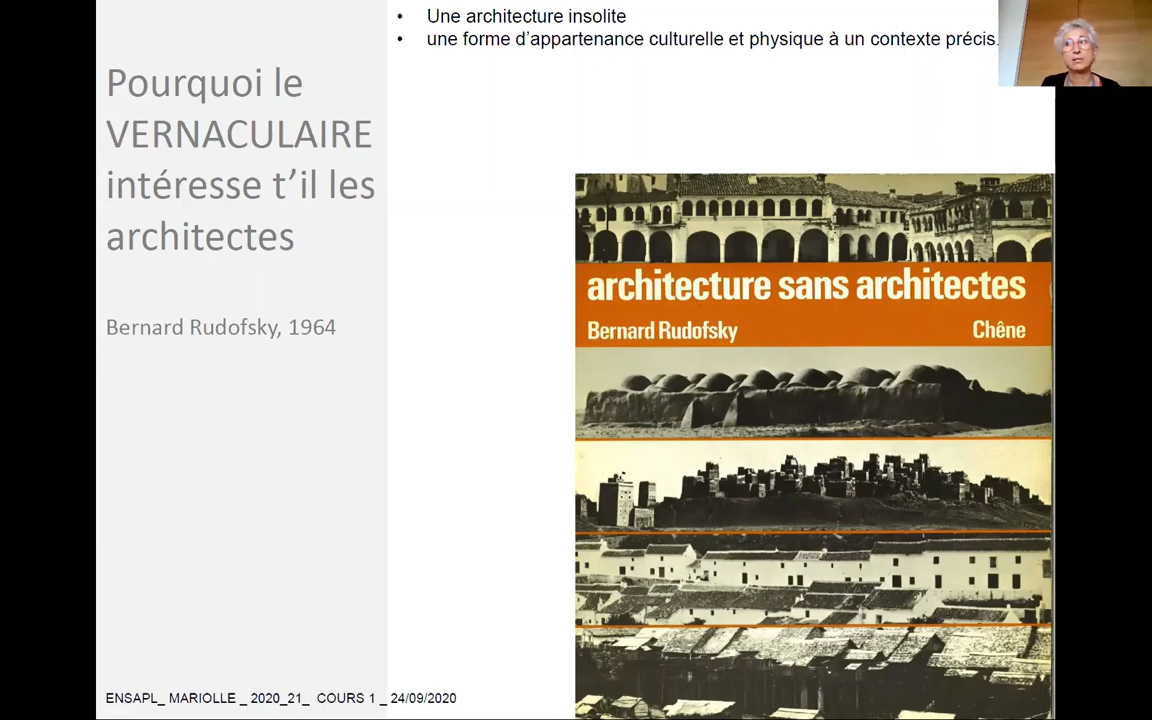 Une architecture insolite
une forme d’appartenance culturelle et physique à un contexte précis.
Pourquoi le
VERNACULAIRE
intéresse t’il les
architectes
Bernard Rudofsky, 1964
architecture sans architectes
Bernard Rudofsky Chêne
ENSAPL_ MARIOLLE _ 2020_21_ COURS 1 _ 24/09/2020